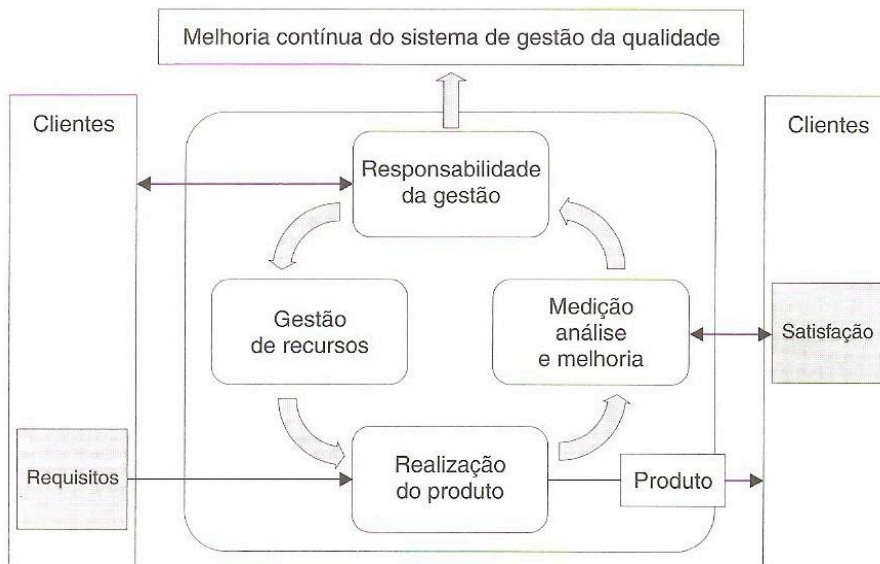 Melhoria contínua do sistema de gestão da qualidade
Clientes
Clientes
Responsabilidade
da gestão
Gestão
de recursos
Medição
análise
e melhoria
Satisfação
Requisitos
Realização
do produto
Produto